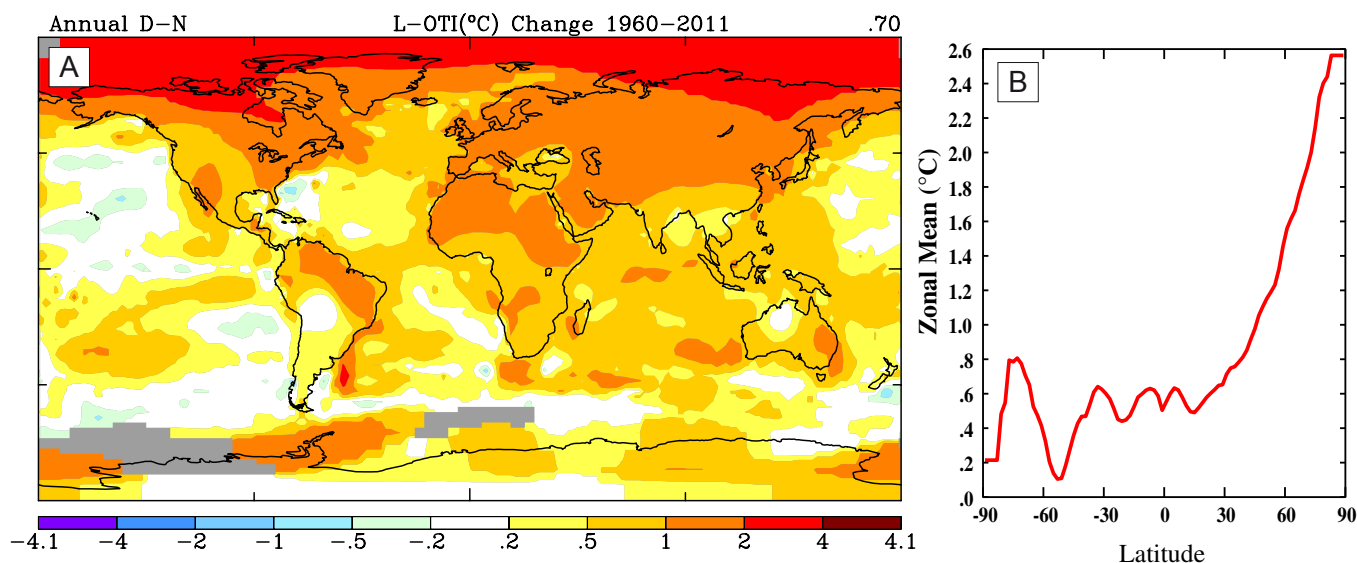 Annual D-N L-OTI(°C) Change 1960-2011 .70
A
-4.1 -4 -2 -1 -.5 -.2 .2 .5 1 2 4 4.1
B
Zonal Mean (°C)
2.6
2.4
2.2
2.0
1.8
1.6
1.4
1.2
1.0
.8
.6
.4
.2
.0
-90 -60 -30 0 30 60 90
Latitude